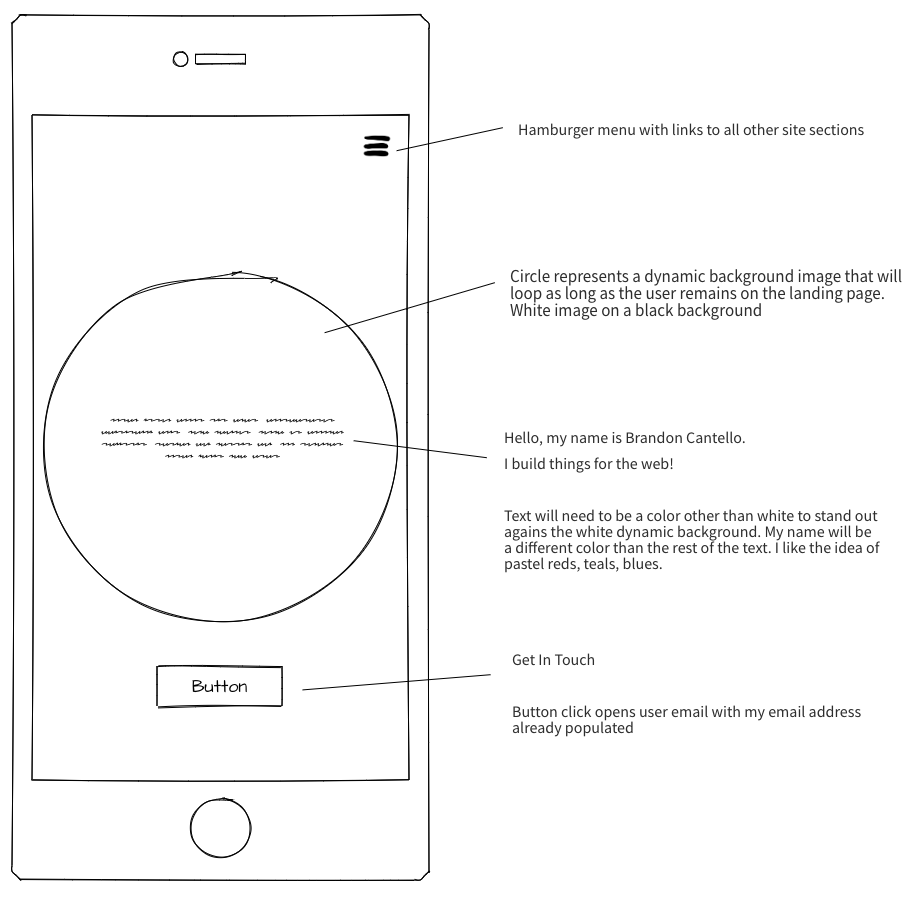 Hamburger menu with links to all other site sections
Circle represents a dynamic background image that will
loop as long as the user remains on the landing page.
White image on a black background
Hello, my name is Brandon Cantello.
I build things for the web!
Text will need to be a color other than white to stand out
agains the white dynamic background. My name will be
a different color than the rest of the text. I like the idea of
pastel reds, teals, blues.
Get In Touch
Button
Button click opens user email with my email address
already populated